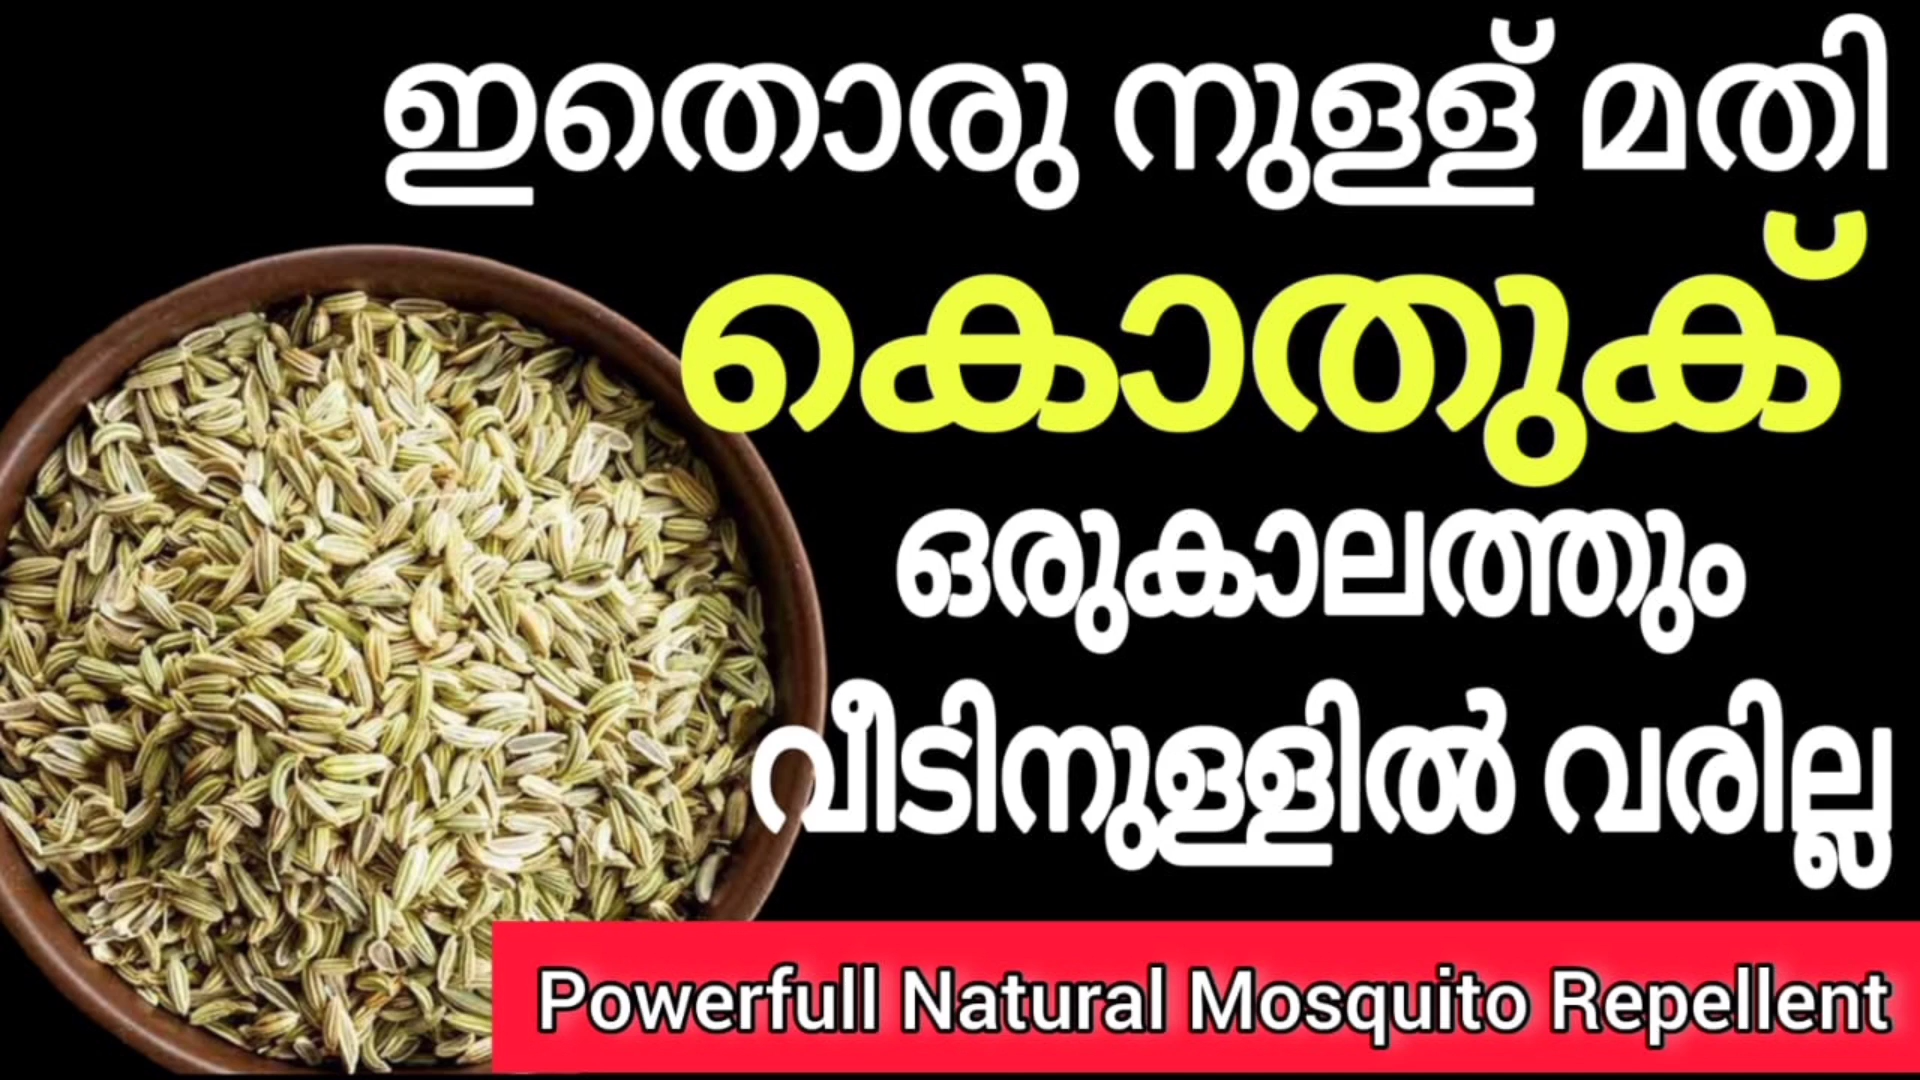 ഇതൊരു നുള്ള് മതി
കൊതുക്
ഒരുകാലത്തും
വീടിനുള്ളിൽ വരില്ല
Powerfull Natural Mosquito Repellent